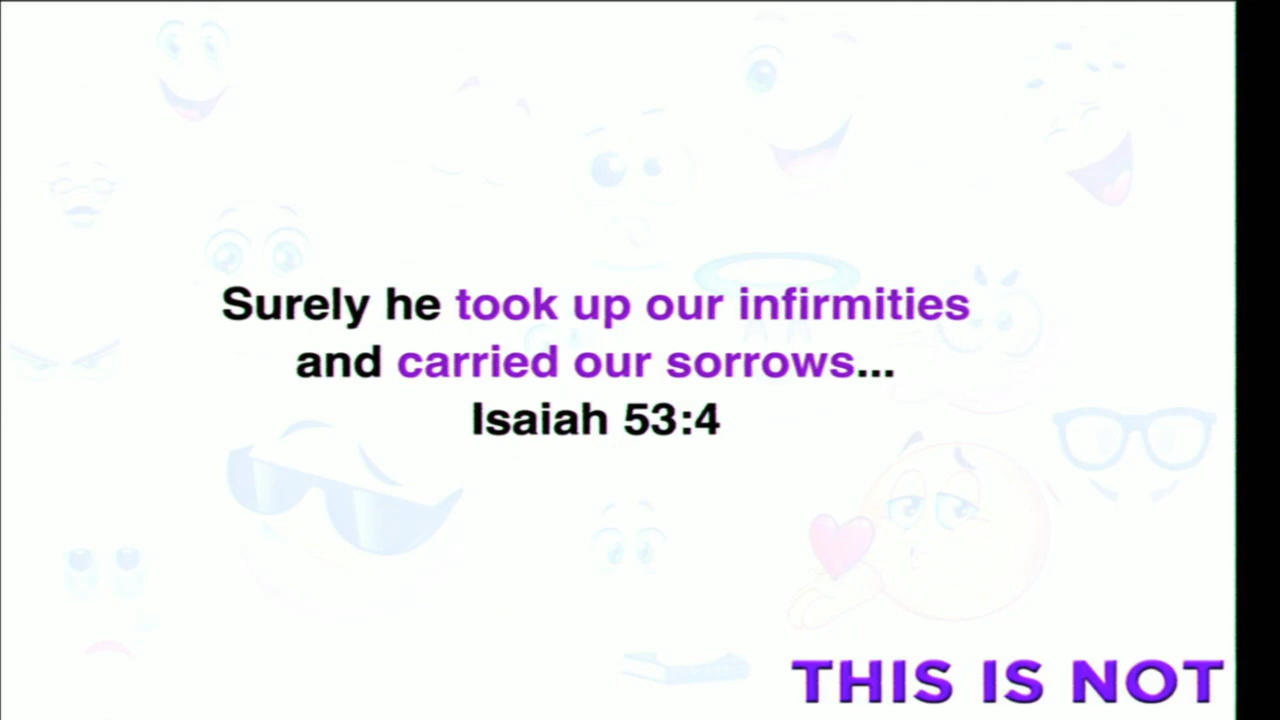 Surely he took up our infirmities
and carried our sorrows...
Isaiah 53:4
THIS IS NOT